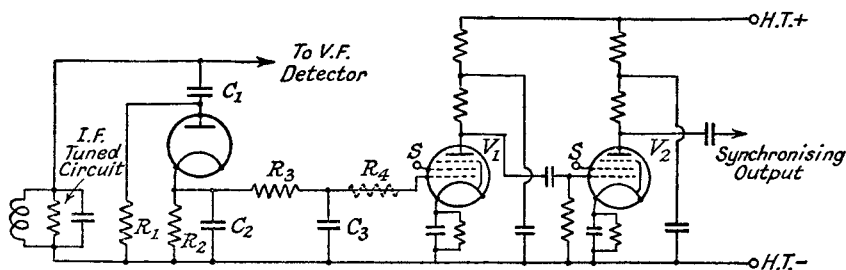 H.T.+
To V.F.
Detector
C1
I.F.
Tuned
Circuit
R1
R2
C2
R3
C3
R4
S
V1
S
V2
Synchronising
Output
H.T.-